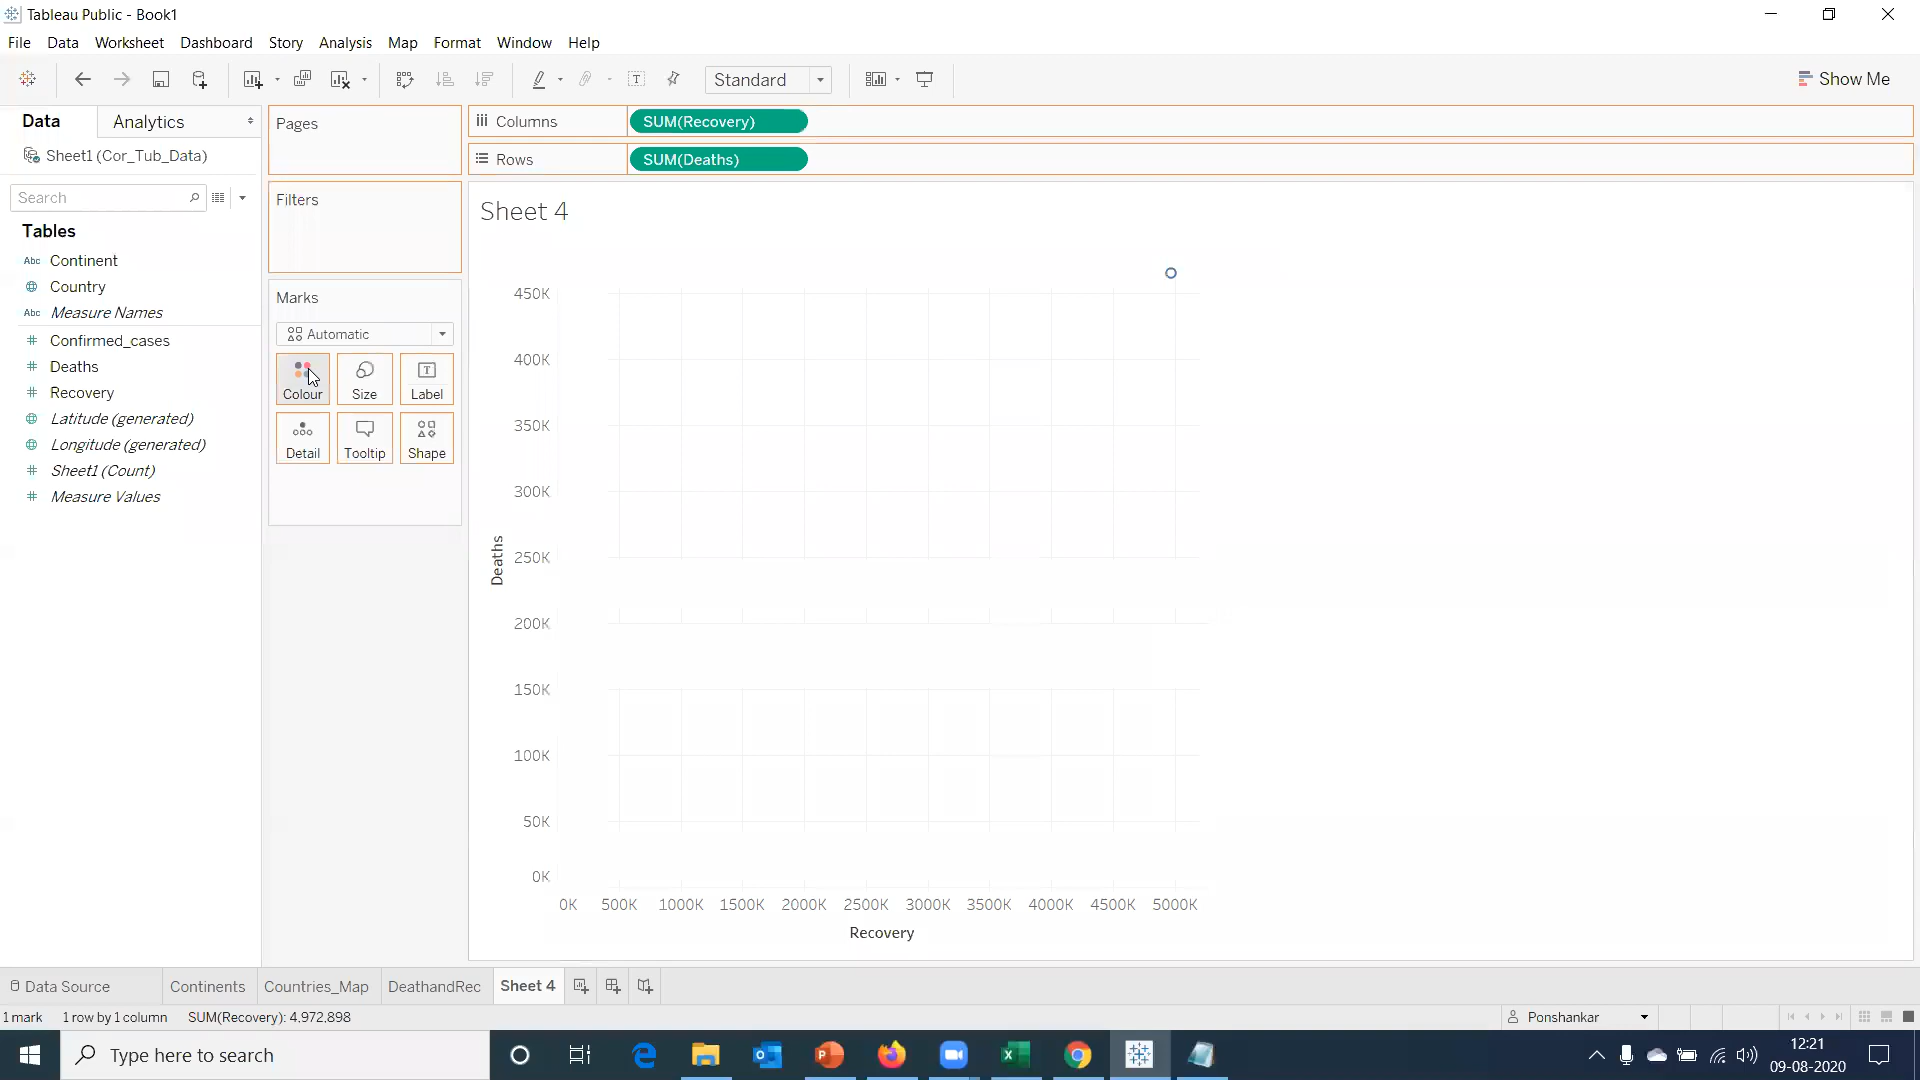 Tableau Public - Book1
File Data Worksheet Dashboard Story Analysis Map Format Window Help
Standard
Show Me
Data Analytics
Sheet1 (Cor_Tub_Data)
Search
Tables
Abc Continent
Country
Abc Measure Names
Confirmed_cases
Deaths
Recovery
Latitude (generated)
Longitude (generated)
Sheet1 (Count)
Measure Values
Pages
Filters
Marks
Automatic
Colour Size Label
Detail Tooltip Shape
Columns SUM(Recovery)
Rows SUM(Deaths)
Sheet 4
450K
400K
350K
300K
250K
200K
150K
100K
50K
0K
Deaths
0K 500K 1000K 1500K 2000K 2500K 3000K 3500K 4000K 4500K 5000K
Recovery
Data Source Continents Countries_Map DeathandRec Sheet 4
1 mark 1 row by 1 column SUM(Recovery): 4,972,898
Ponshankar
Type here to search
12:21
09-08-2020